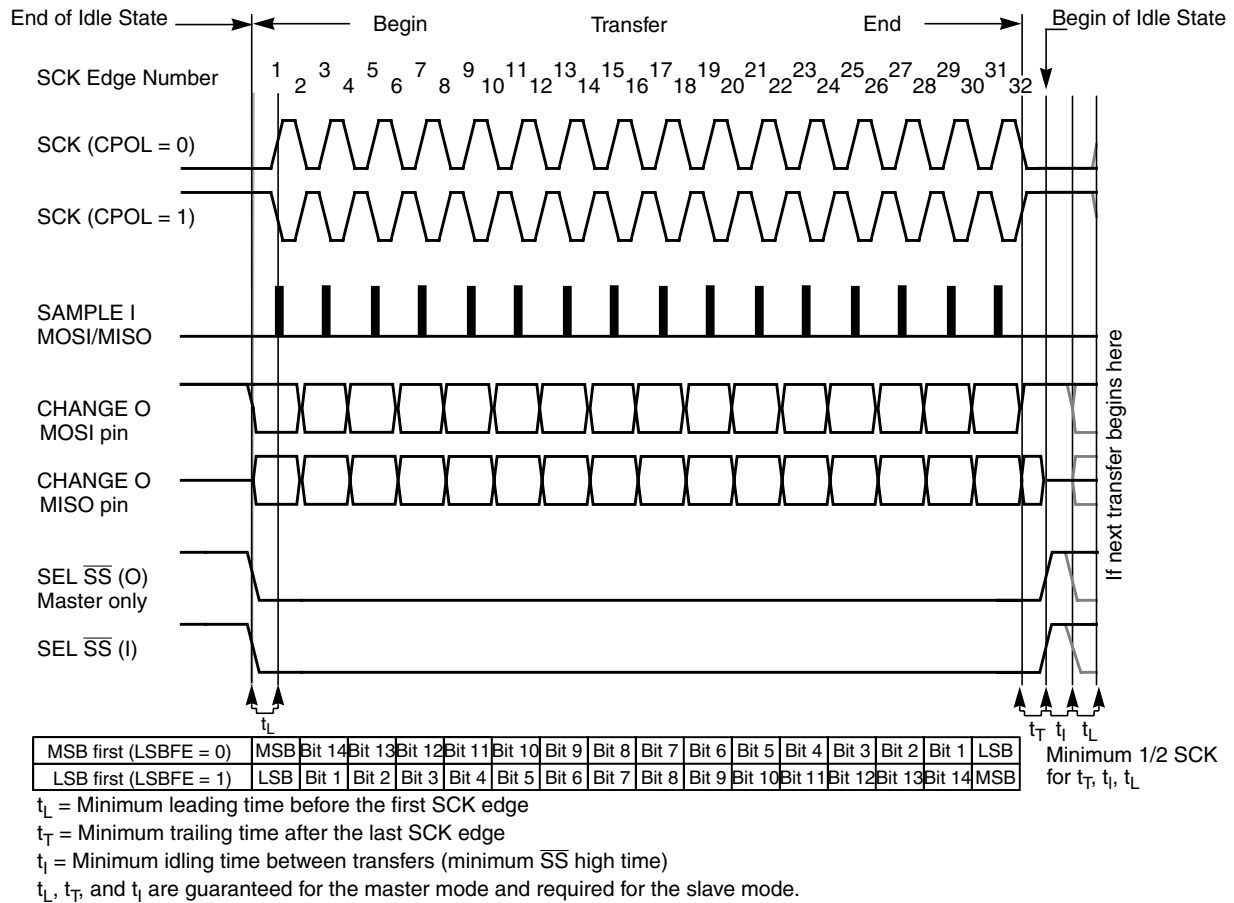 End of Idle State
Begin
Transfer
End
Begin of Idle State
SCK Edge Number
1 2 3 4 5 6 7 8 9 10 11 12 13 14 15 16 17 18 19 20 21 22 23 24 25 26 27 28 29 30 31 32
SCK (CPOL = 0)
SCK (CPOL = 1)
SAMPLE I
MOSI/MISO
CHANGE O
MOSI pin
CHANGE O
MISO pin
SEL S̅S̅ (O)
Master only
SEL S̅S̅ (I)
If next transfer begins here
tL
tT tI tL
MSB first (LSBFE = 0) MSB Bit 14 Bit 13 Bit 12 Bit 11 Bit 10 Bit 9 Bit 8 Bit 7 Bit 6 Bit 5 Bit 4 Bit 3 Bit 2 Bit 1 LSB
LSB first (LSBFE = 1) LSB Bit 1 Bit 2 Bit 3 Bit 4 Bit 5 Bit 6 Bit 7 Bit 8 Bit 9 Bit 10 Bit 11 Bit 12 Bit 13 Bit 14 MSB
Minimum 1/2 SCK
for tT, tI, tL
tL = Minimum leading time before the first SCK edge
tT = Minimum trailing time after the last SCK edge
tI = Minimum idling time between transfers (minimum S̅S̅ high time)
tL, tT, and tI are guaranteed for the master mode and required for the slave mode.